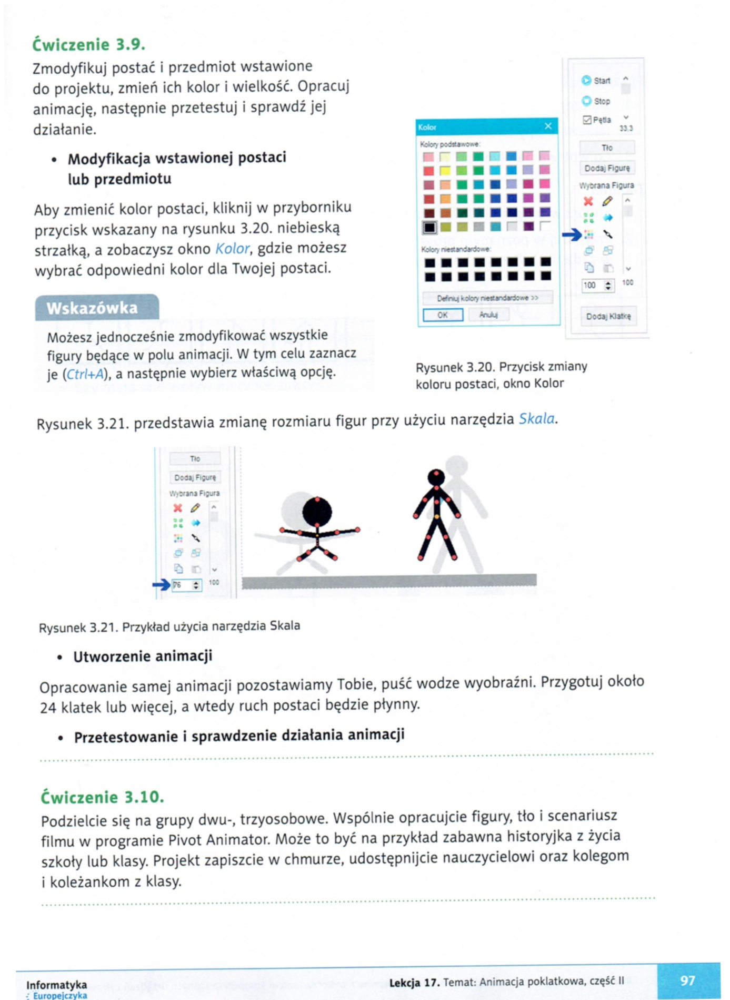 Ćwiczenie 3.9.
Zmodyfikuj postać i przedmiot wstawione
do projektu, zmień ich kolor i wielkość. Opracuj
animację, następnie przetestuj i sprawdź jej
działanie.
• Modyfikacja wstawionej postaci
lub przedmiotu
Aby zmienić kolor postaci, kliknij w przyborniku
przycisk wskazany na rysunku 3.20. niebieską
strzałką, a zobaczysz okno Kolor, gdzie możesz
wybrać odpowiedni kolor dla Twojej postaci.
Wskazówka
Możesz jednocześnie zmodyfikować wszystkie
figury będące w polu animacji. W tym celu zaznacz
je (Ctrl+A), a następnie wybierz właściwą opcję.
Kolor
Kolory podstawowe:
Kolory niestandardowe:
Definiuj kolory niestandardowe >>
OK
Anuluj
Start
Stop
Pętla
33,3
Tło
Dodaj Figurę
Wybrana Figura
100
100
Dodaj Klatkę
Rysunek 3.20. Przycisk zmiany
koloru postaci, okno Kolor
Rysunek 3.21. przedstawia zmianę rozmiaru figur przy użyciu narzędzia Skala.
Tło
Dodaj Figurę
Wybrana Figura
76
100
Rysunek 3.21. Przykład użycia narzędzia Skala
• Utworzenie animacji
Opracowanie samej animacji pozostawiamy Tobie, puść wodze wyobraźni. Przygotuj około
24 klatek lub więcej, a wtedy ruch postaci będzie płynny.
• Przetestowanie i sprawdzenie działania animacji
Ćwiczenie 3.10.
Podzielcie się na grupy dwu-, trzyosobowe. Wspólnie opracujcie figury, tło i scenariusz
filmu w programie Pivot Animator. Może to być na przykład zabawna historyjka z życia
szkoły lub klasy. Projekt zapiszcie w chmurze, udostępnijcie nauczycielowi oraz kolegom
i koleżankom z klasy.
Informatyka
Europejczyka
Lekcja 17. Temat: Animacja poklatkowa, część II
97